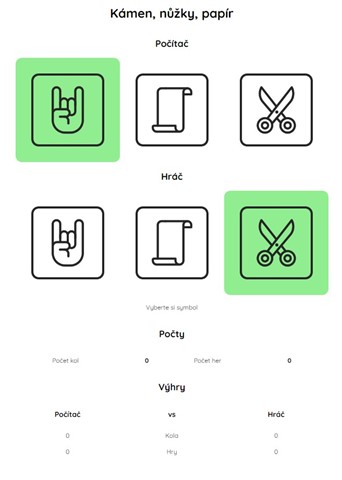 Kámen, nůžky, papír
Počítač
Hráč
Vyberte si symbol
Počty
Počet kol 0 Počet her 0
Výhry
Počítač vs Hráč
0 Kola 0
0 Hry 0